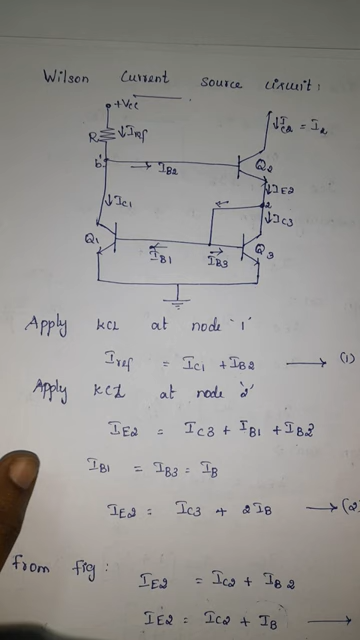 Wilson Current source circuit:
+Vcc
R
↓Iref
↓Ic2 = I2
b'
→ IB2
Q2
↓IE2
2
↓Ic1
↓Ic3
Q1
IB1
IB3
Q3
Apply KCL at node '1'
Iref = Ic1 + IB2 → (1)
Apply KCL at node '2'
IE2 = Ic3 + IB1 + IB3
IB1 = IB3 = IB
IE2 = Ic3 + 2IB → (2)
from fig:
IE2 = Ic2 + IB2
IE2 = Ic2 + IB →